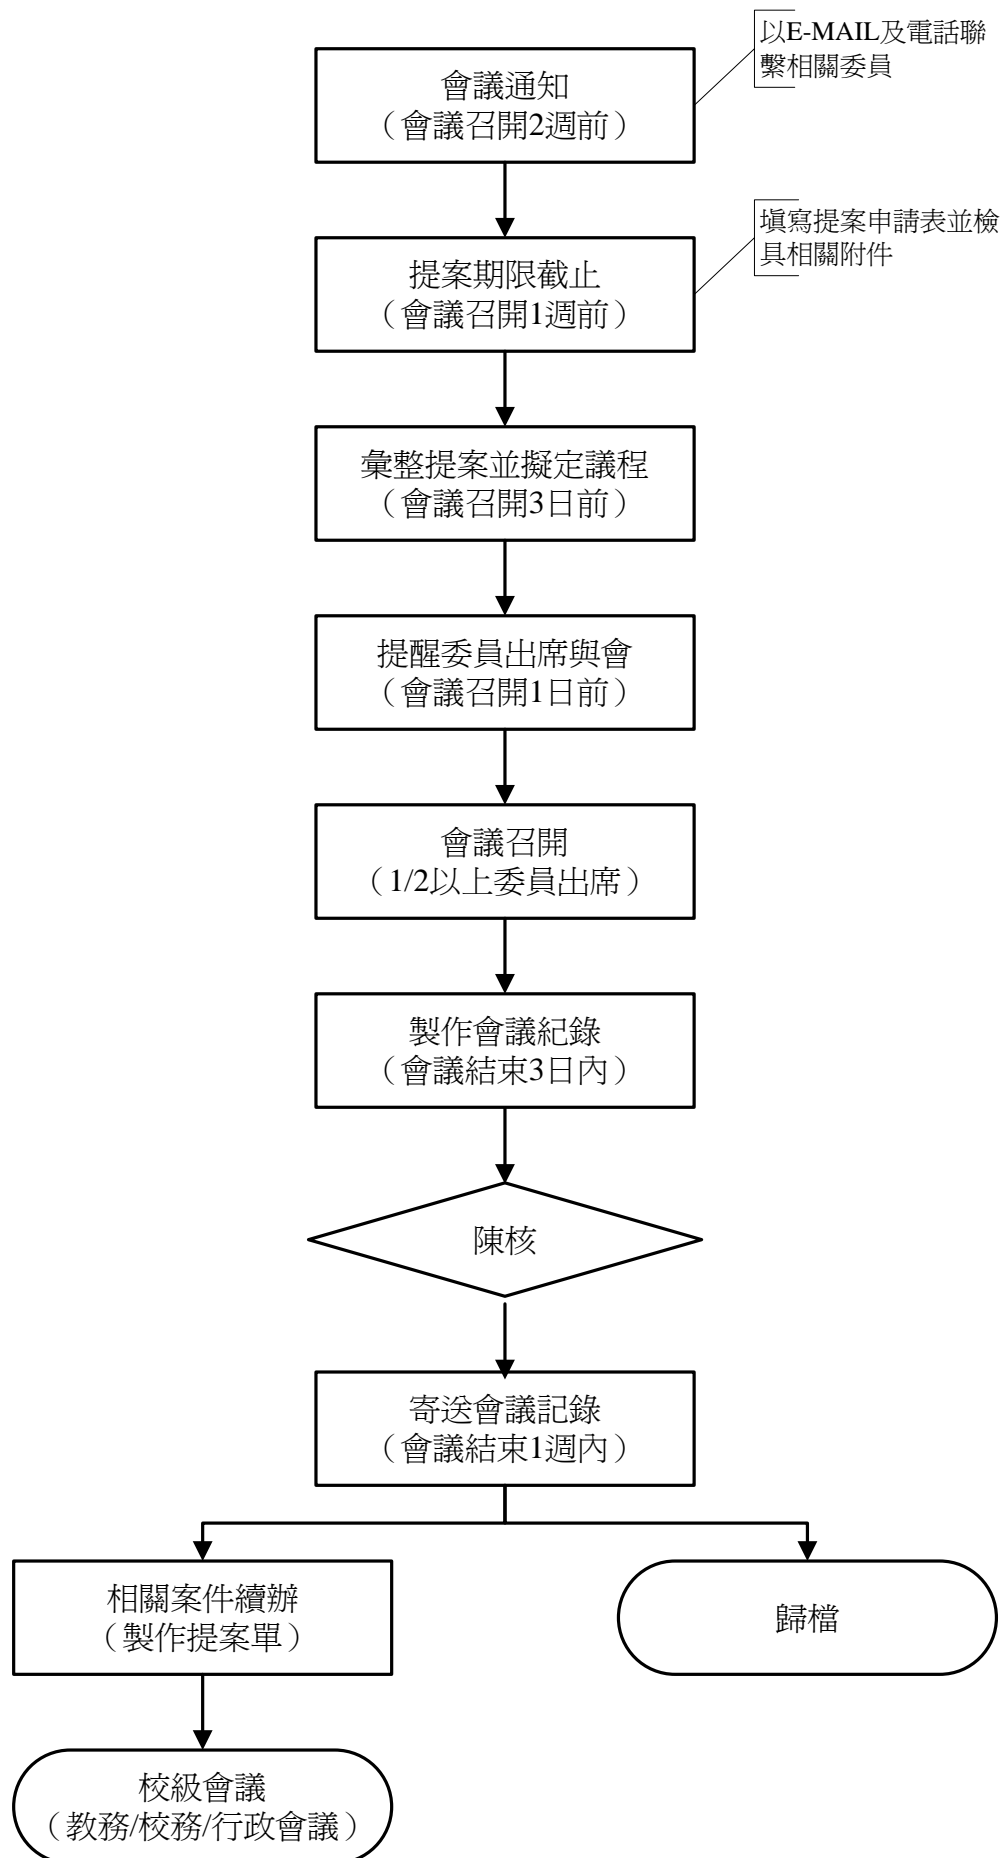 以E-MAIL及電話聯
繫相關委員
會議通知
（會議召開2週前）
填寫提案申請表並檢
具相關附件
提案期限截止
（會議召開1週前）
彙整提案並擬定議程
（會議召開3日前）
提醒委員出席與會
（會議召開1日前）
會議召開
（1/2以上委員出席）
製作會議紀錄
（會議結束3日內）
陳核
寄送會議記錄
（會議結束1週內）
相關案件續辦
（製作提案單）
歸檔
校級會議
（教務/校務/行政會議）